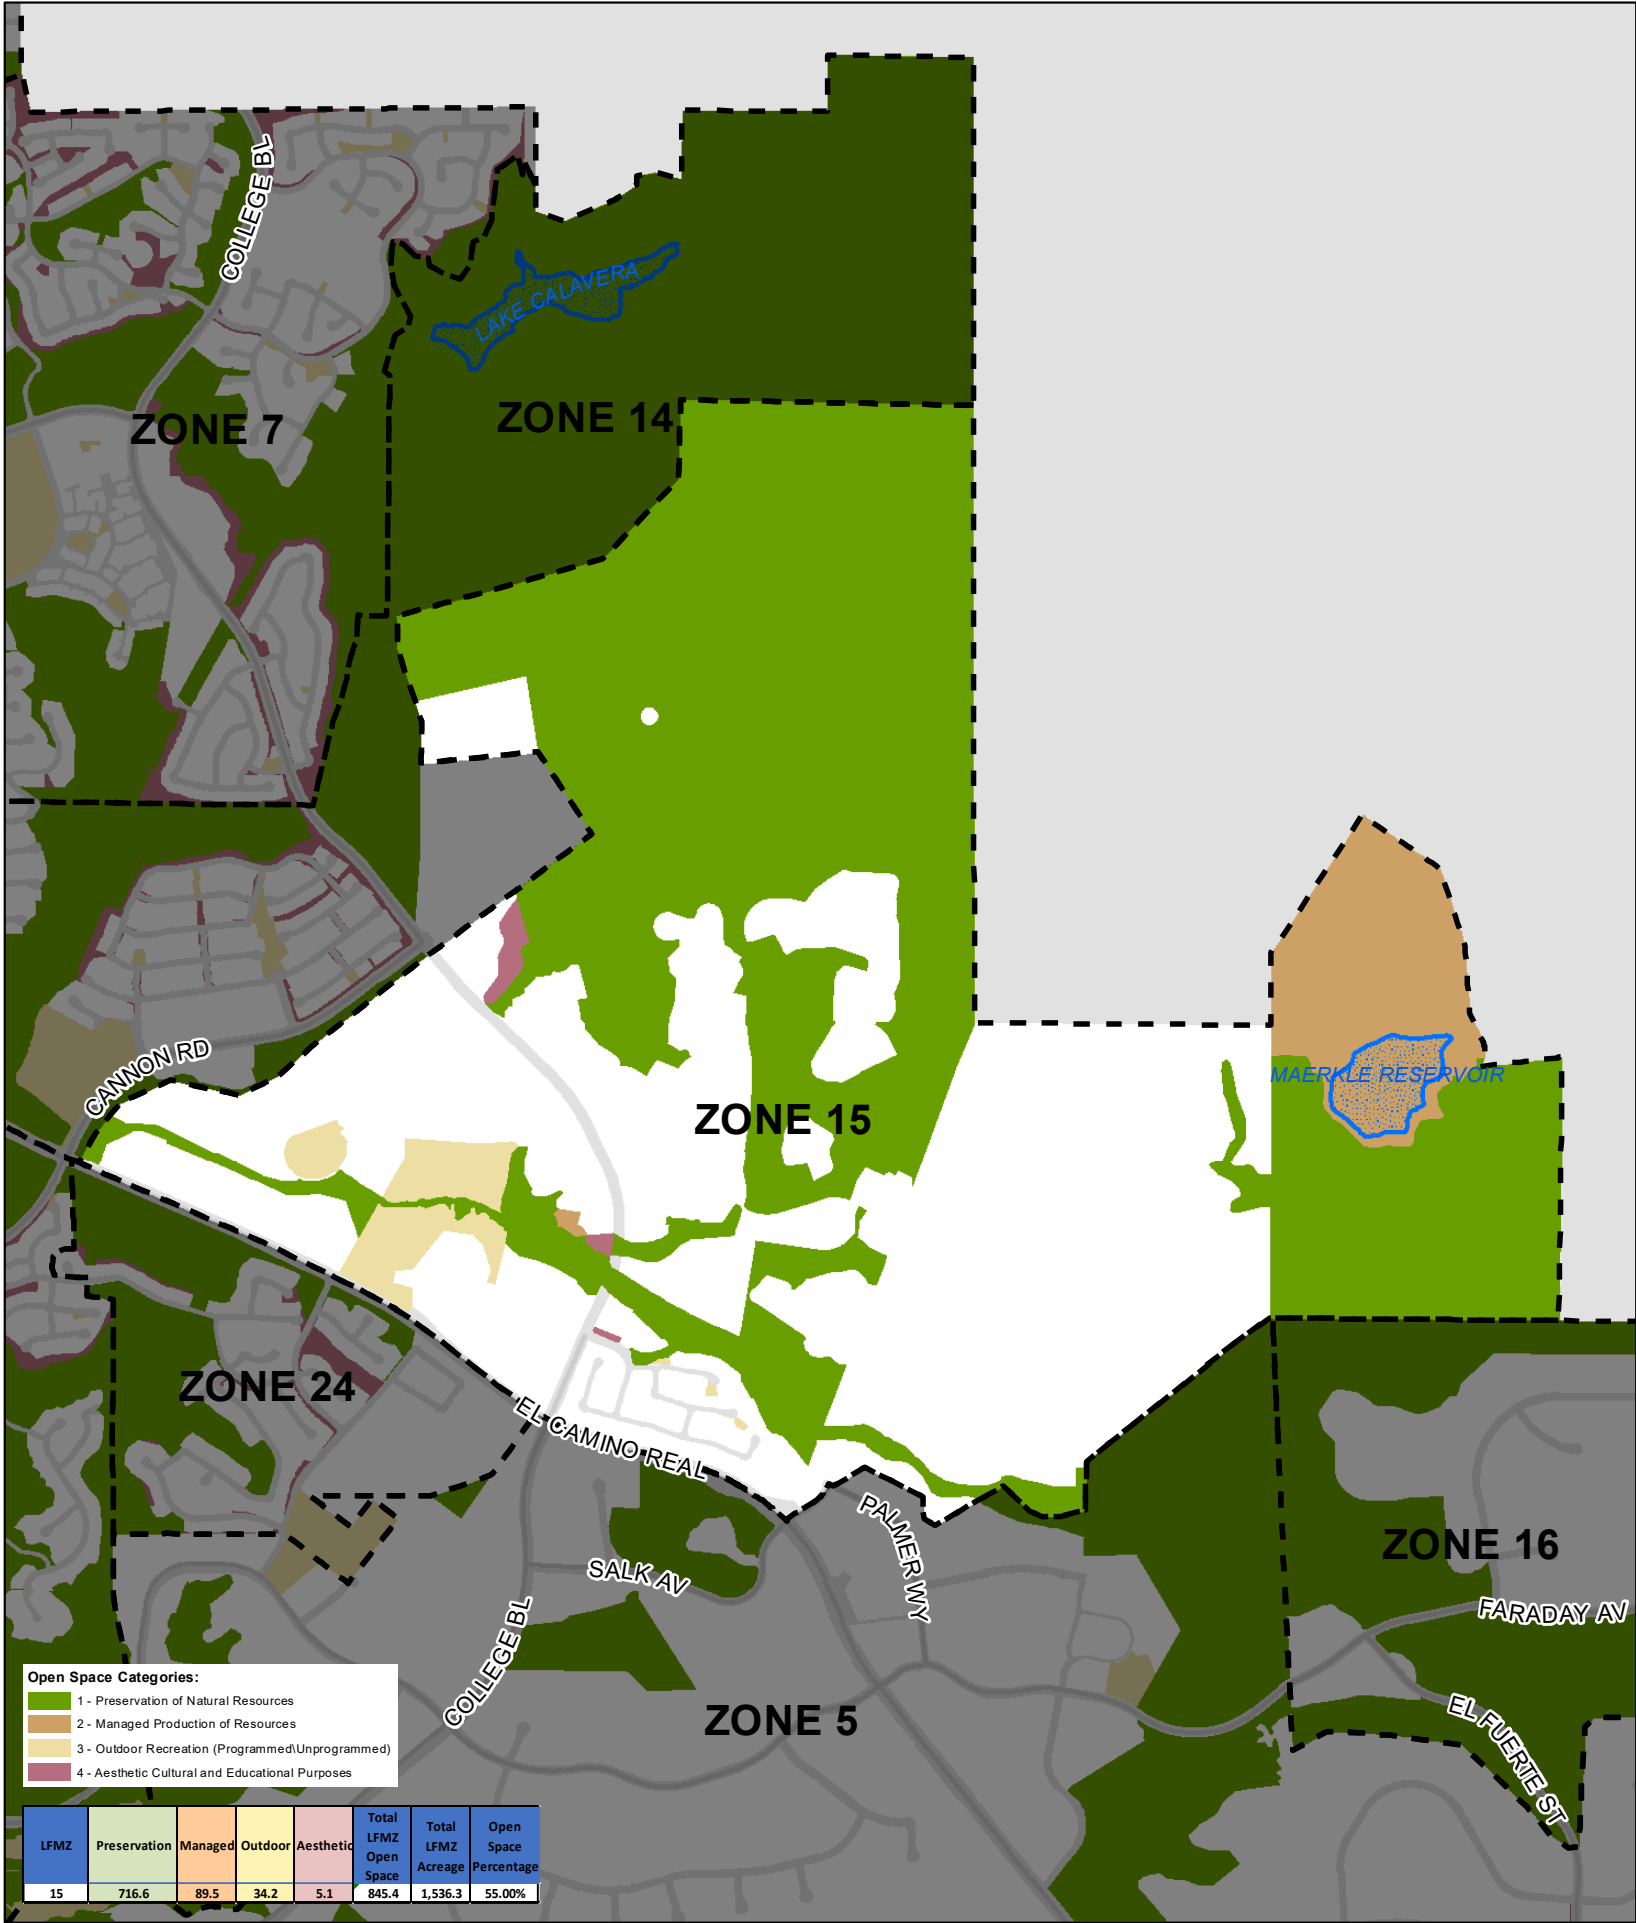 COLLEGE BL
LAKE CALAVERA
ZONE 7
ZONE 14
CANNON RD
MAERKLE RESERVOIR
ZONE 15
ZONE 24
EL CAMINO REAL
PALMER WY
ZONE 16
SALK AV
FARADAY AV
COLLEGE BL
ZONE 5
EL FUERTE ST
Open Space Categories:
1 - Preservation of Natural Resources
2 - Managed Production of Resources
3 - Outdoor Recreation (Programmed\Unprogrammed)
4 - Aesthetic Cultural and Educational Purposes
LFMZ Preservation Managed Outdoor Aesthetic Total LFMZ Open Space Total LFMZ Acreage Open Space Percentage
15 716.6 89.5 34.2 5.1 845.4 1,536.3 55.00%